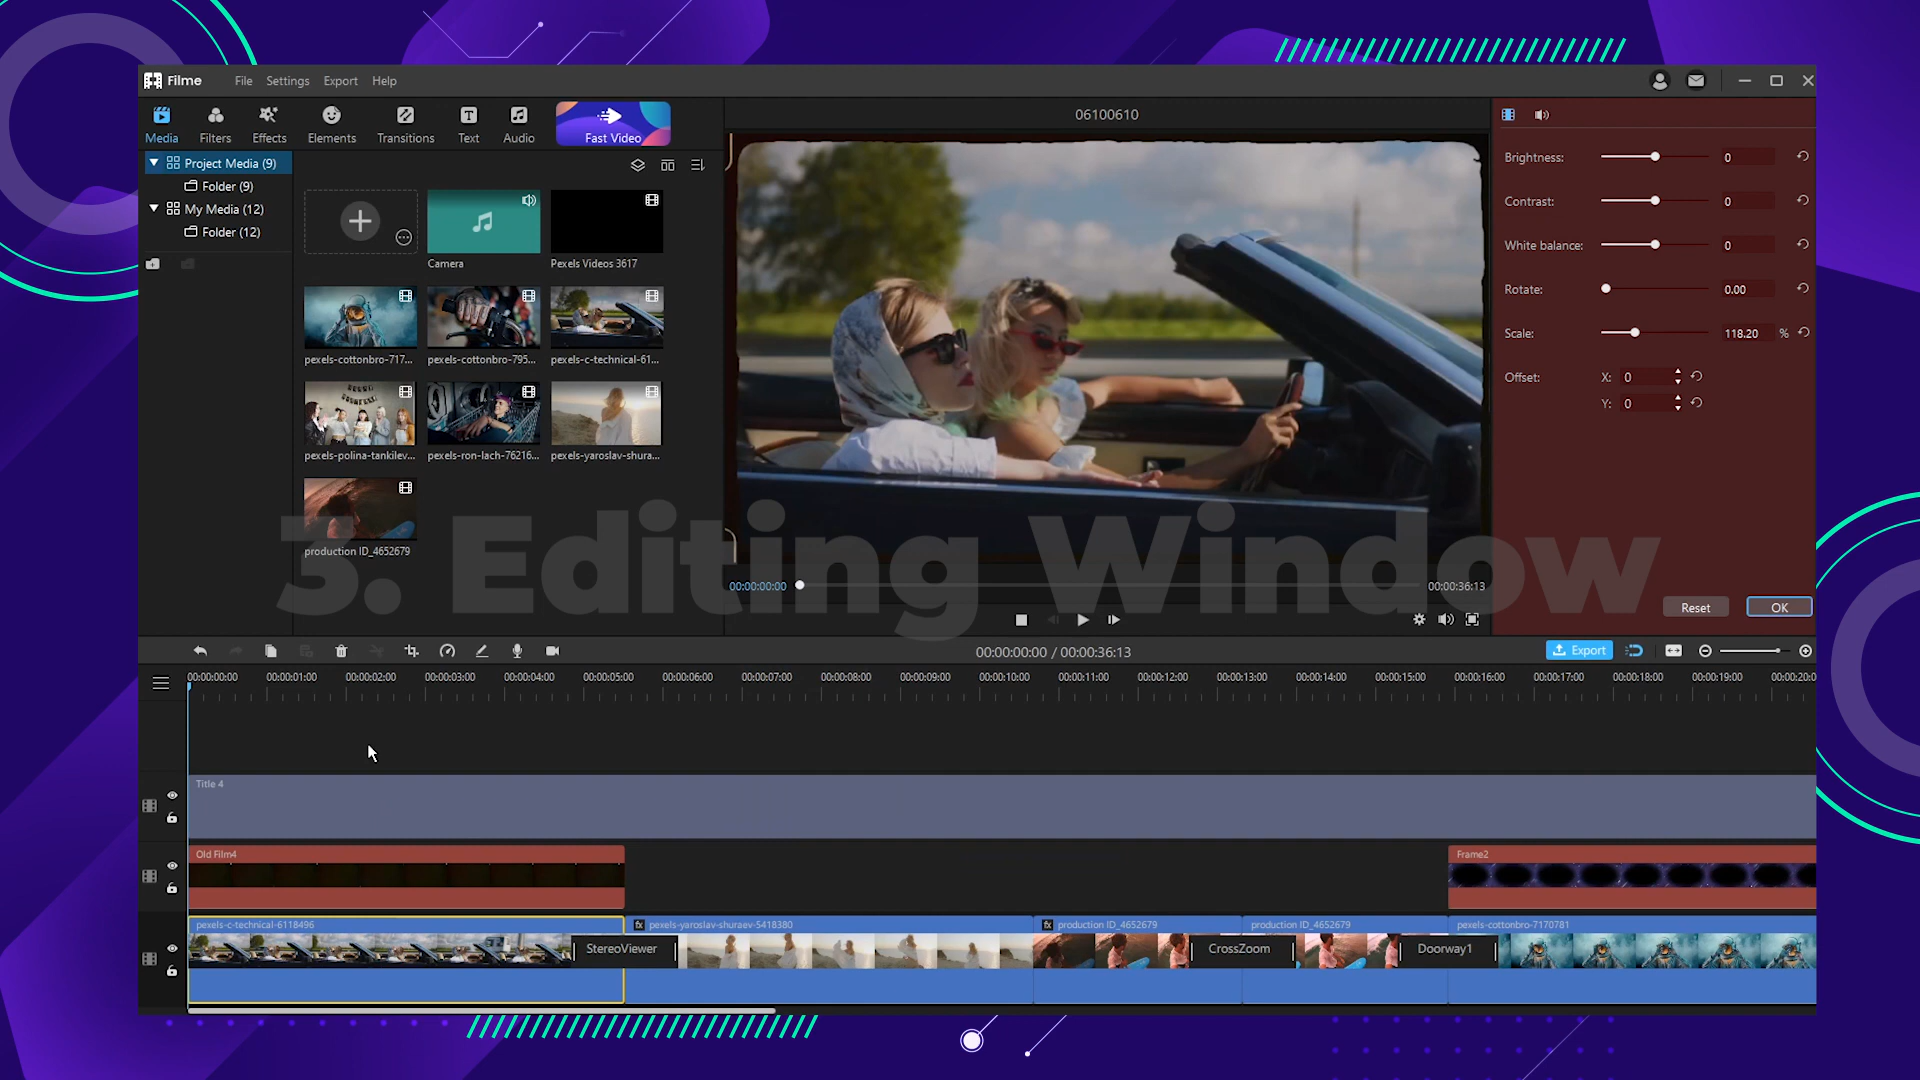 Filme File Settings Export Help
Media Filters Effects Elements Transitions Text Audio Fast Video
06100610
Project Media (9)
Folder (9)
My Media (12)
Folder (12)
Camera
Pexels Videos 3617
pexels-cottonbro-717...
pexels-cottonbro-795...
pexels-c-technical-61...
pexels-polina-tankilev...
pexels-ron-lach-76216...
pexels-yaroslav-shura...
production ID_4652679
Brightness: 0
Contrast: 0
White balance: 0
Rotate: 0.00
Scale: 118.20 %
Offset: X: 0
Y: 0
3. Editing Window
00:00:00:00
00:00:36:13
Reset OK
00:00:00:00 / 00:00:36:13
Export
00:00:00:00 00:00:01:00 00:00:02:00 00:00:03:00 00:00:04:00 00:00:05:00 00:00:06:00 00:00:07:00 00:00:08:00 00:00:09:00 00:00:10:00 00:00:11:00 00:00:12:00 00:00:13:00 00:00:14:00 00:00:15:00 00:00:16:00 00:00:17:00 00:00:18:00 00:00:19:00 00:00:20:0
Title 4
Old Film4
Frame2
pexels-c-technical-6118496
fx pexels-yaroslav-shuraev-5418380
fx production ID_4652679
production ID_4652679
pexels-cottonbro-7170781
StereoViewer
CrossZoom
Doorway1